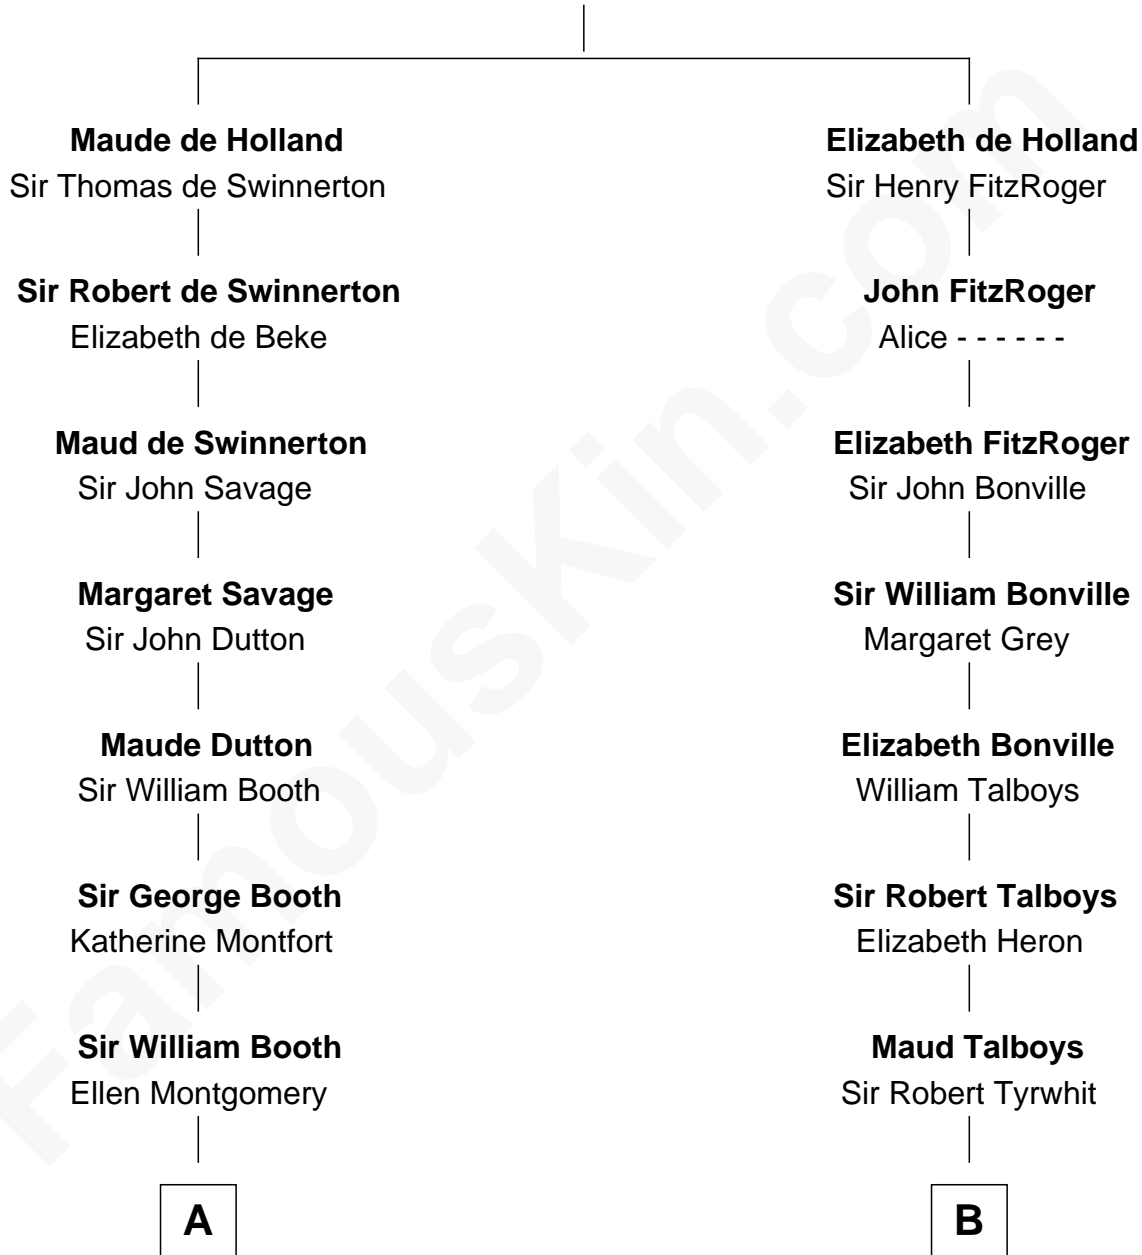 Maude de Holland
Sir Thomas de Swinnerton
Sir Robert de Swinnerton
Elizabeth de Beke
Maud de Swinnerton
Sir John Savage
Margaret Savage
Sir John Dutton
Maude Dutton
Sir William Booth
Sir George Booth
Katherine Montfort
Sir William Booth
Ellen Montgomery
A
Elizabeth de Holland
Sir Henry FitzRoger
John FitzRoger
Alice - - - - - -
Elizabeth FitzRoger
Sir John Bonville
Sir William Bonville
Margaret Grey
Elizabeth Bonville
William Talboys
Sir Robert Talboys
Elizabeth Heron
Maud Talboys
Sir Robert Tyrwhit
B
FamousKin.com